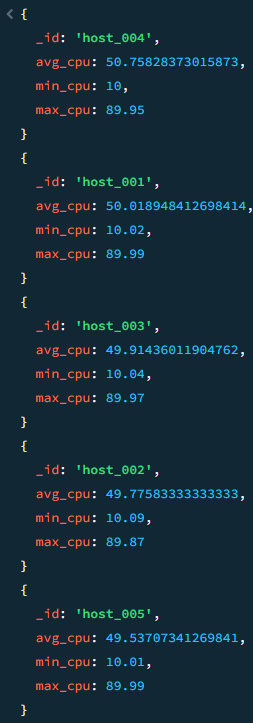 {
_id: 'host_004',
avg_cpu: 50.75828373015873,
min_cpu: 10,
max_cpu: 89.95
}
{
_id: 'host_001',
avg_cpu: 50.018948412698414,
min_cpu: 10.02,
max_cpu: 89.99
}
{
_id: 'host_003',
avg_cpu: 49.91436011904762,
min_cpu: 10.04,
max_cpu: 89.97
}
{
_id: 'host_002',
avg_cpu: 49.77583333333333,
min_cpu: 10.09,
max_cpu: 89.87
}
{
_id: 'host_005',
avg_cpu: 49.53707341269841,
min_cpu: 10.01,
max_cpu: 89.99
}